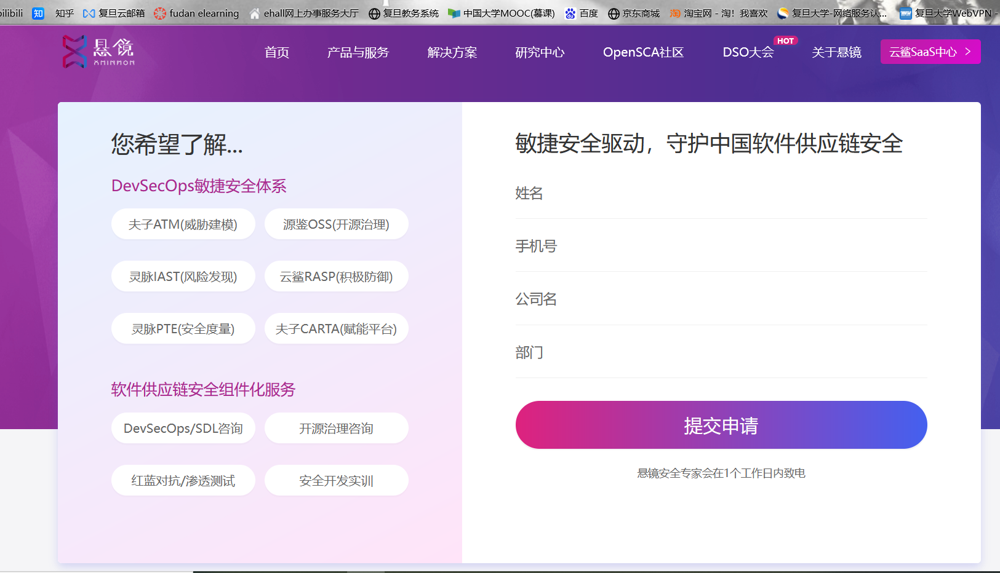 bilibili 知 知乎 复旦云邮箱 fudan elearning ehall网上办事服务大厅 复旦教务系统 中国大学MOOC(慕课) 百度 京东商城 淘 淘宝网 - 淘！我喜欢 复旦大学-网络服务认... 复旦大学WebVPN -
悬镜
XMIRROR
首页 产品与服务 解决方案 研究中心 OpenSCA社区 DSO大会 HOT 关于悬镜 云鲨SaaS中心 >
您希望了解...
DevSecOps敏捷安全体系
夫子ATM(威胁建模) 源鉴OSS(开源治理)
灵脉IAST(风险发现) 云鲨RASP(积极防御)
灵脉PTE(安全度量) 夫子CARTA(赋能平台)
软件供应链安全组件化服务
DevSecOps/SDL咨询 开源治理咨询
红蓝对抗/渗透测试 安全开发实训
敏捷安全驱动，守护中国软件供应链安全
姓名
手机号
公司名
部门
提交申请
悬镜安全专家会在1个工作日内致电